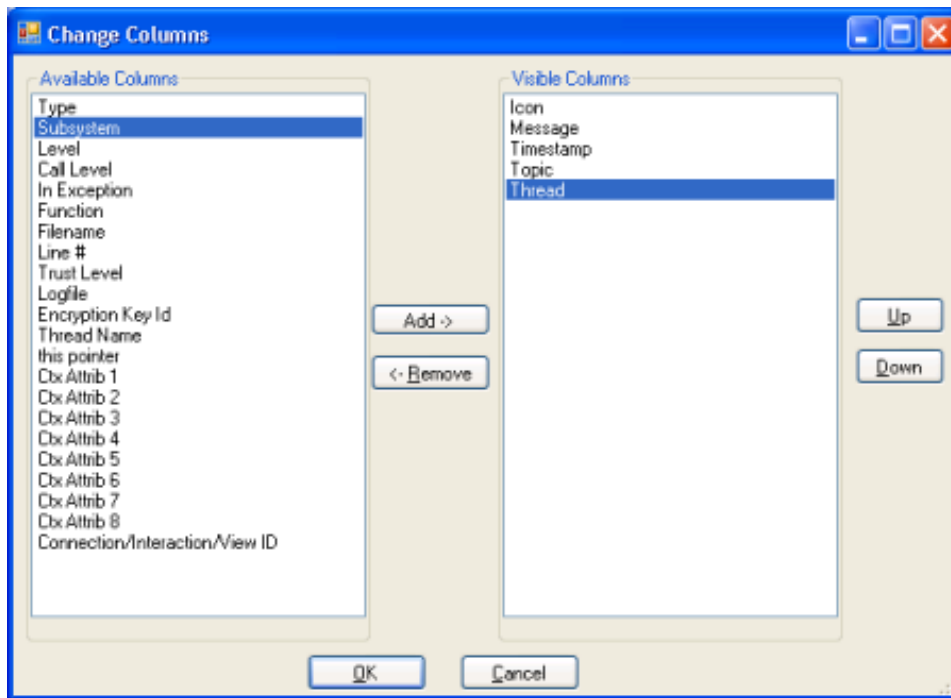 Change Columns
Available Columns
Type
Subsystem
Level
Call Level
In Exception
Function
Filename
Line #
Trust Level
Logfile
Encryption Key Id
Thread Name
this pointer
Ctx Attrib 1
Ctx Attrib 2
Ctx Attrib 3
Ctx Attrib 4
Ctx Attrib 5
Ctx Attrib 6
Ctx Attrib 7
Ctx Attrib 8
Connection/Interaction/View ID
Add ->
<- Remove
Visible Columns
Icon
Message
Timestamp
Topic
Thread
Up
Down
OK
Cancel